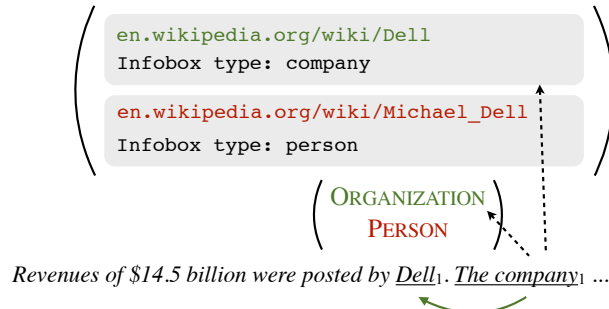 en.wikipedia.org/wiki/Dell
Infobox type: company
en.wikipedia.org/wiki/Michael_Dell
Infobox type: person
ORGANIZATION
PERSON
Revenues of $14.5 billion were posted by Dell₁. The company₁ ...